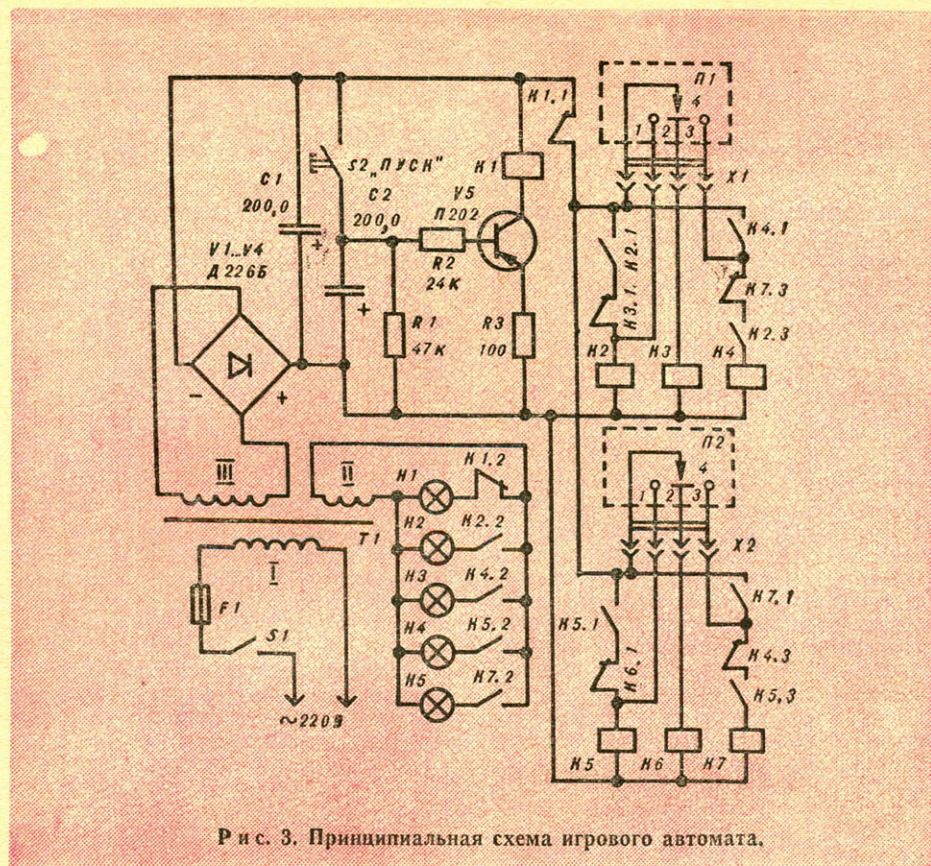 К1,1
П1
4
1 2 3
S2 „ПУСК"
К1
Х1
С1
200,0
С2
200,0
V5
П202
К2.1
К4.1
V1...V4
Д226Б
+
R2
24К
К3.1.
К7.3
+
R1
47К
R3
100
К2.3
К2
К3
К4
–
+
П2
4
III
II
Н1
К1.2
1 2 3
Н2
К2.2
Т1
Х2
I
Н3
К4.2
К7.1
F1
S1
Н4
К5.2
К5.1
К6.1
К4.3
Н5
К7.2
К5,3
~220В
К5
К6
К7
Рис. 3. Принципиальная схема игрового автомата.